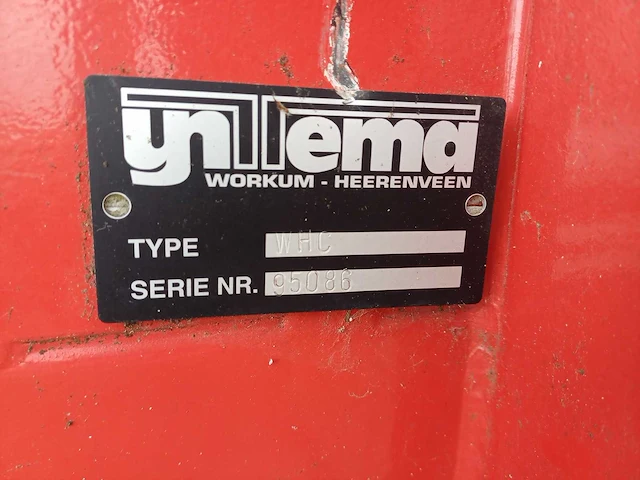 ynTema
WORKUM - HEERENVEEN
TYPE WHC
SERIE NR. 95086